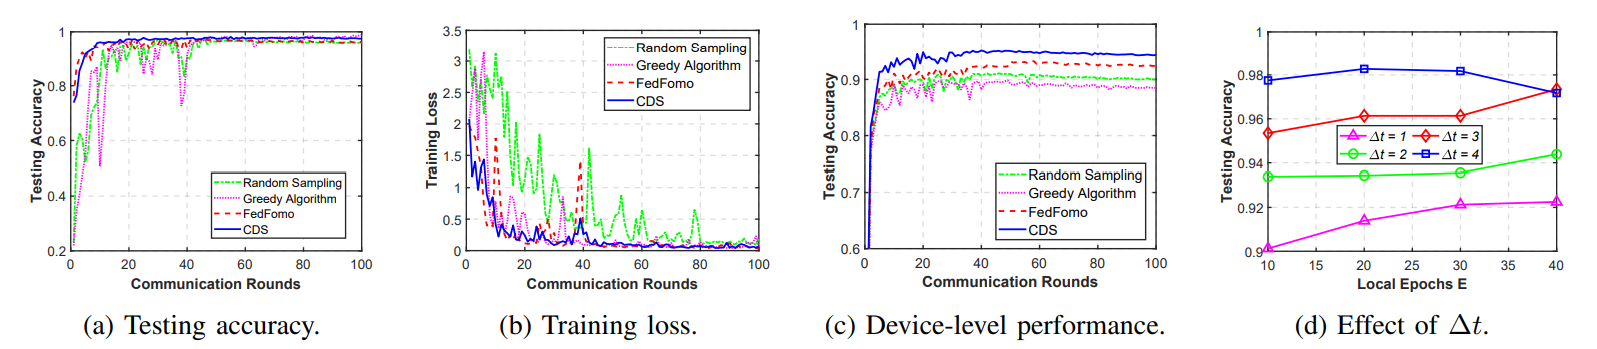 1
0.8
0.6
0.4
0.2
0
20
40
60
80
100
Testing Accuracy
Communication Rounds
Random Sampling
Greedy Algorithm
FedFomo
CDS
(a) Testing accuracy.
3.5
3
2.5
2
1.5
1
0.5
0
0
20
40
60
80
100
Training Loss
Communication Rounds
Random Sampling
Greedy Algorithm
FedFomo
CDS
(b) Training loss.
1
0.9
0.8
0.7
0.6
0
20
40
60
80
100
Testing Accuracy
Communication Rounds
Random Sampling
Greedy Algorithm
FedFomo
CDS
(c) Device-level performance.
1
0.98
0.96
0.94
0.92
0.9
10
15
20
25
30
35
40
Testing Accuracy
Local Epochs E
Δt = 1
Δt = 3
Δt = 2
Δt = 4
(d) Effect of Δt.